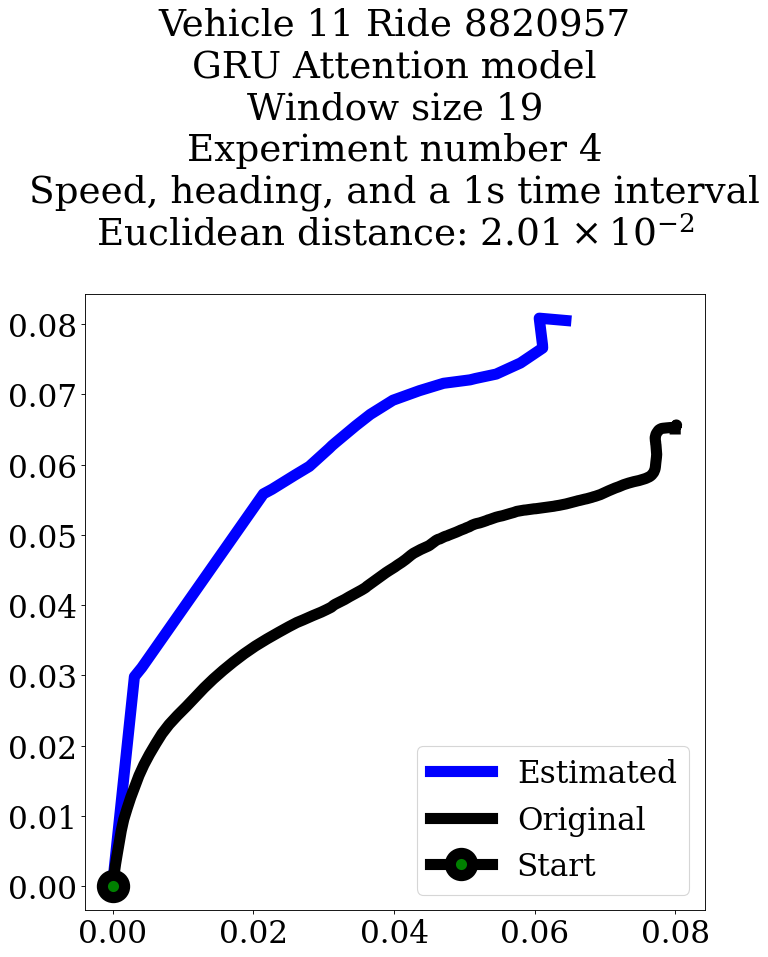 Vehicle 11 Ride 8820957
GRU Attention model
Window size 19
Experiment number 4
Speed, heading, and a 1s time interval
Euclidean distance: 2.01 × 10⁻²
0.08
0.07
0.06
0.05
0.04
0.03
0.02
0.01
0.00
Estimated
Original
Start
0.00 0.02 0.04 0.06 0.08